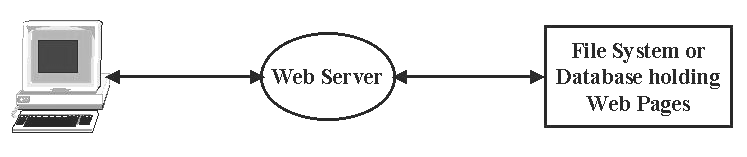 Web Server
File System or
Database holding
Web Pages